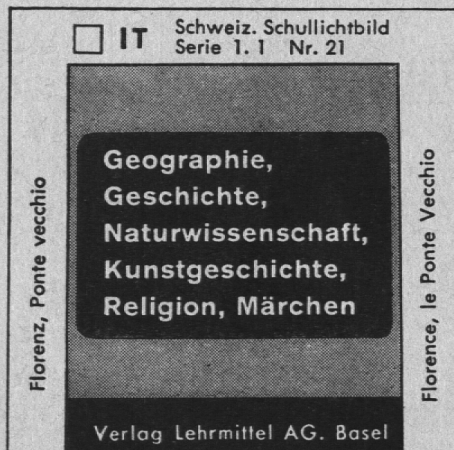 IT Schweiz. Schullichtbild
Serie 1. 1 Nr. 21
Florenz, Ponte vecchio
Geographie,
Geschichte,
Naturwissenschaft,
Kunstgeschichte,
Religion, Märchen
Florence, le Ponte Vecchio
Verlag Lehrmittel AG. Basel